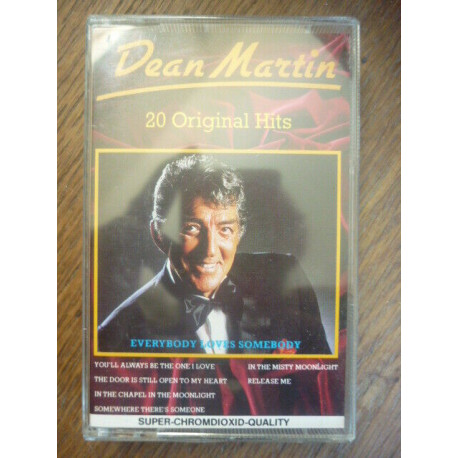 Dean Martin
20 Original Hits
EVERYBODY LOVES SOMEBODY
YOU'LL ALWAYS BE THE ONE I LOVE
THE DOOR IS STILL OPEN TO MY HEART
IN THE CHAPEL IN THE MOONLIGHT
SOMEWHERE THERE'S SOMEONE
IN THE MISTY MOONLIGHT
RELEASE ME
SUPER-CHROMDIOXID-QUALITY